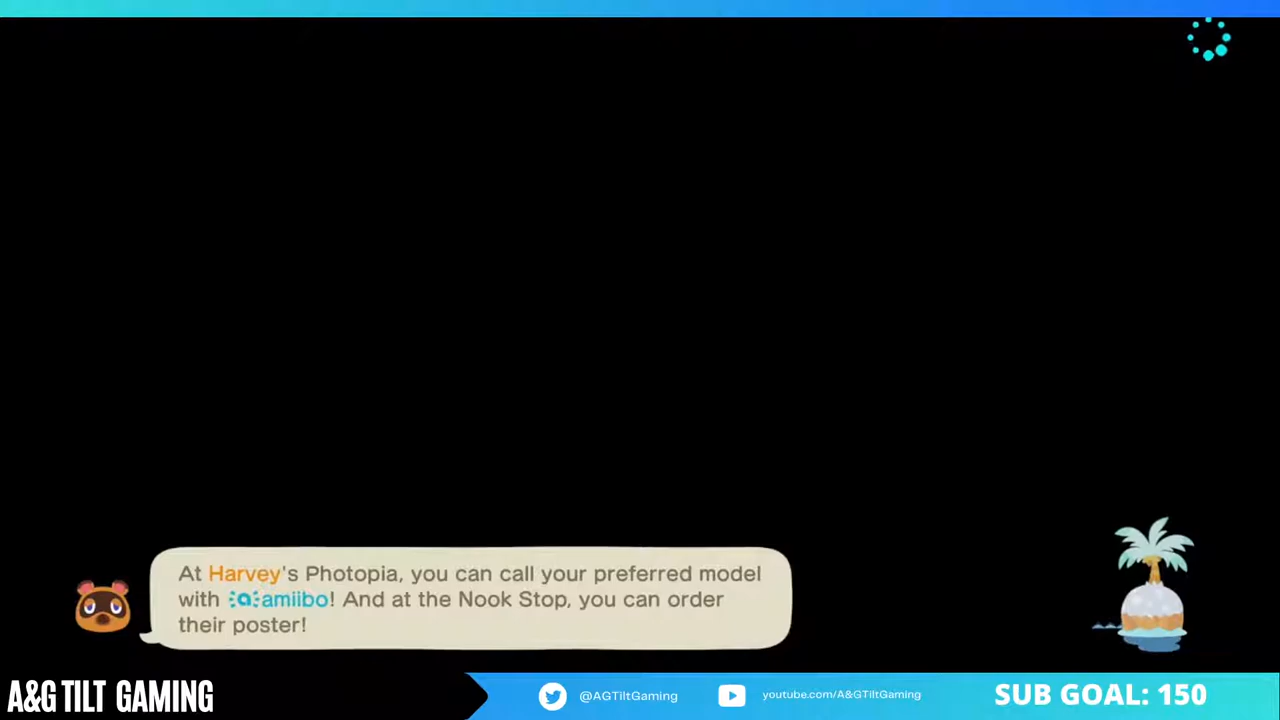 At Harvey's Photopia, you can call your preferred model
with amiibo! And at the Nook Stop, you can order
their poster!
A&G TILT GAMING
@AGTiltGaming
youtube.com/A&GTiltGaming
SUB GOAL: 150